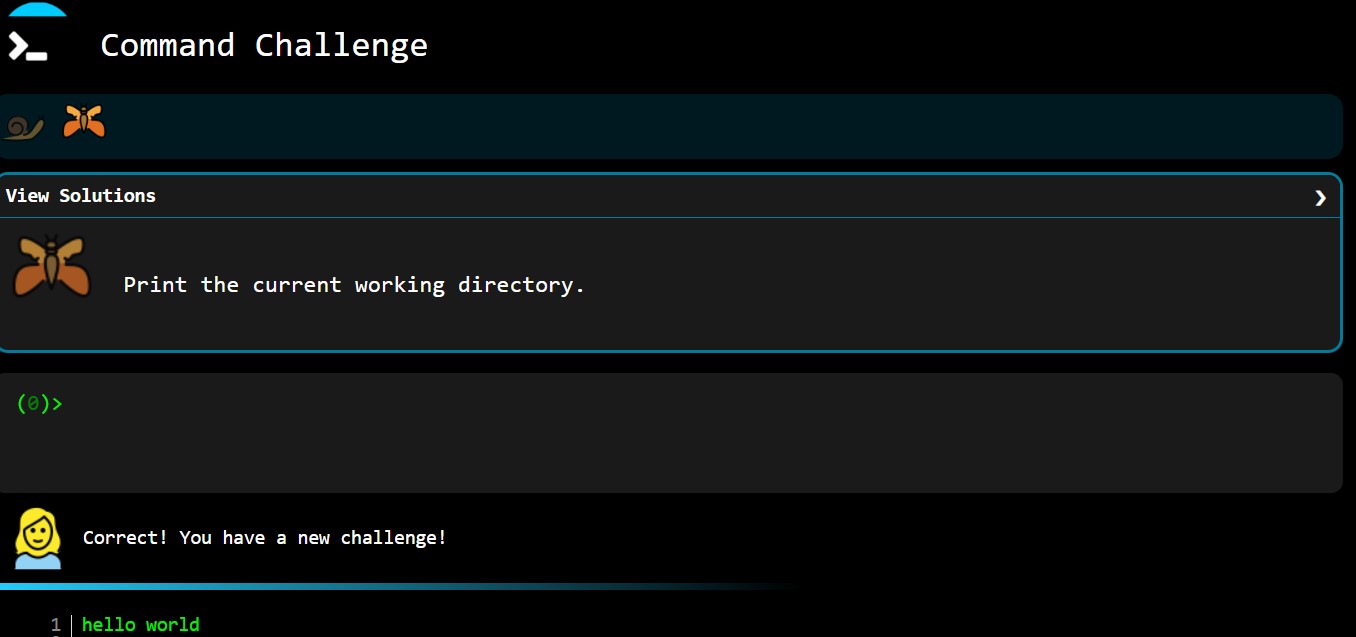 Command Challenge
View Solutions
Print the current working directory.
(0)>
Correct! You have a new challenge!
1 hello world